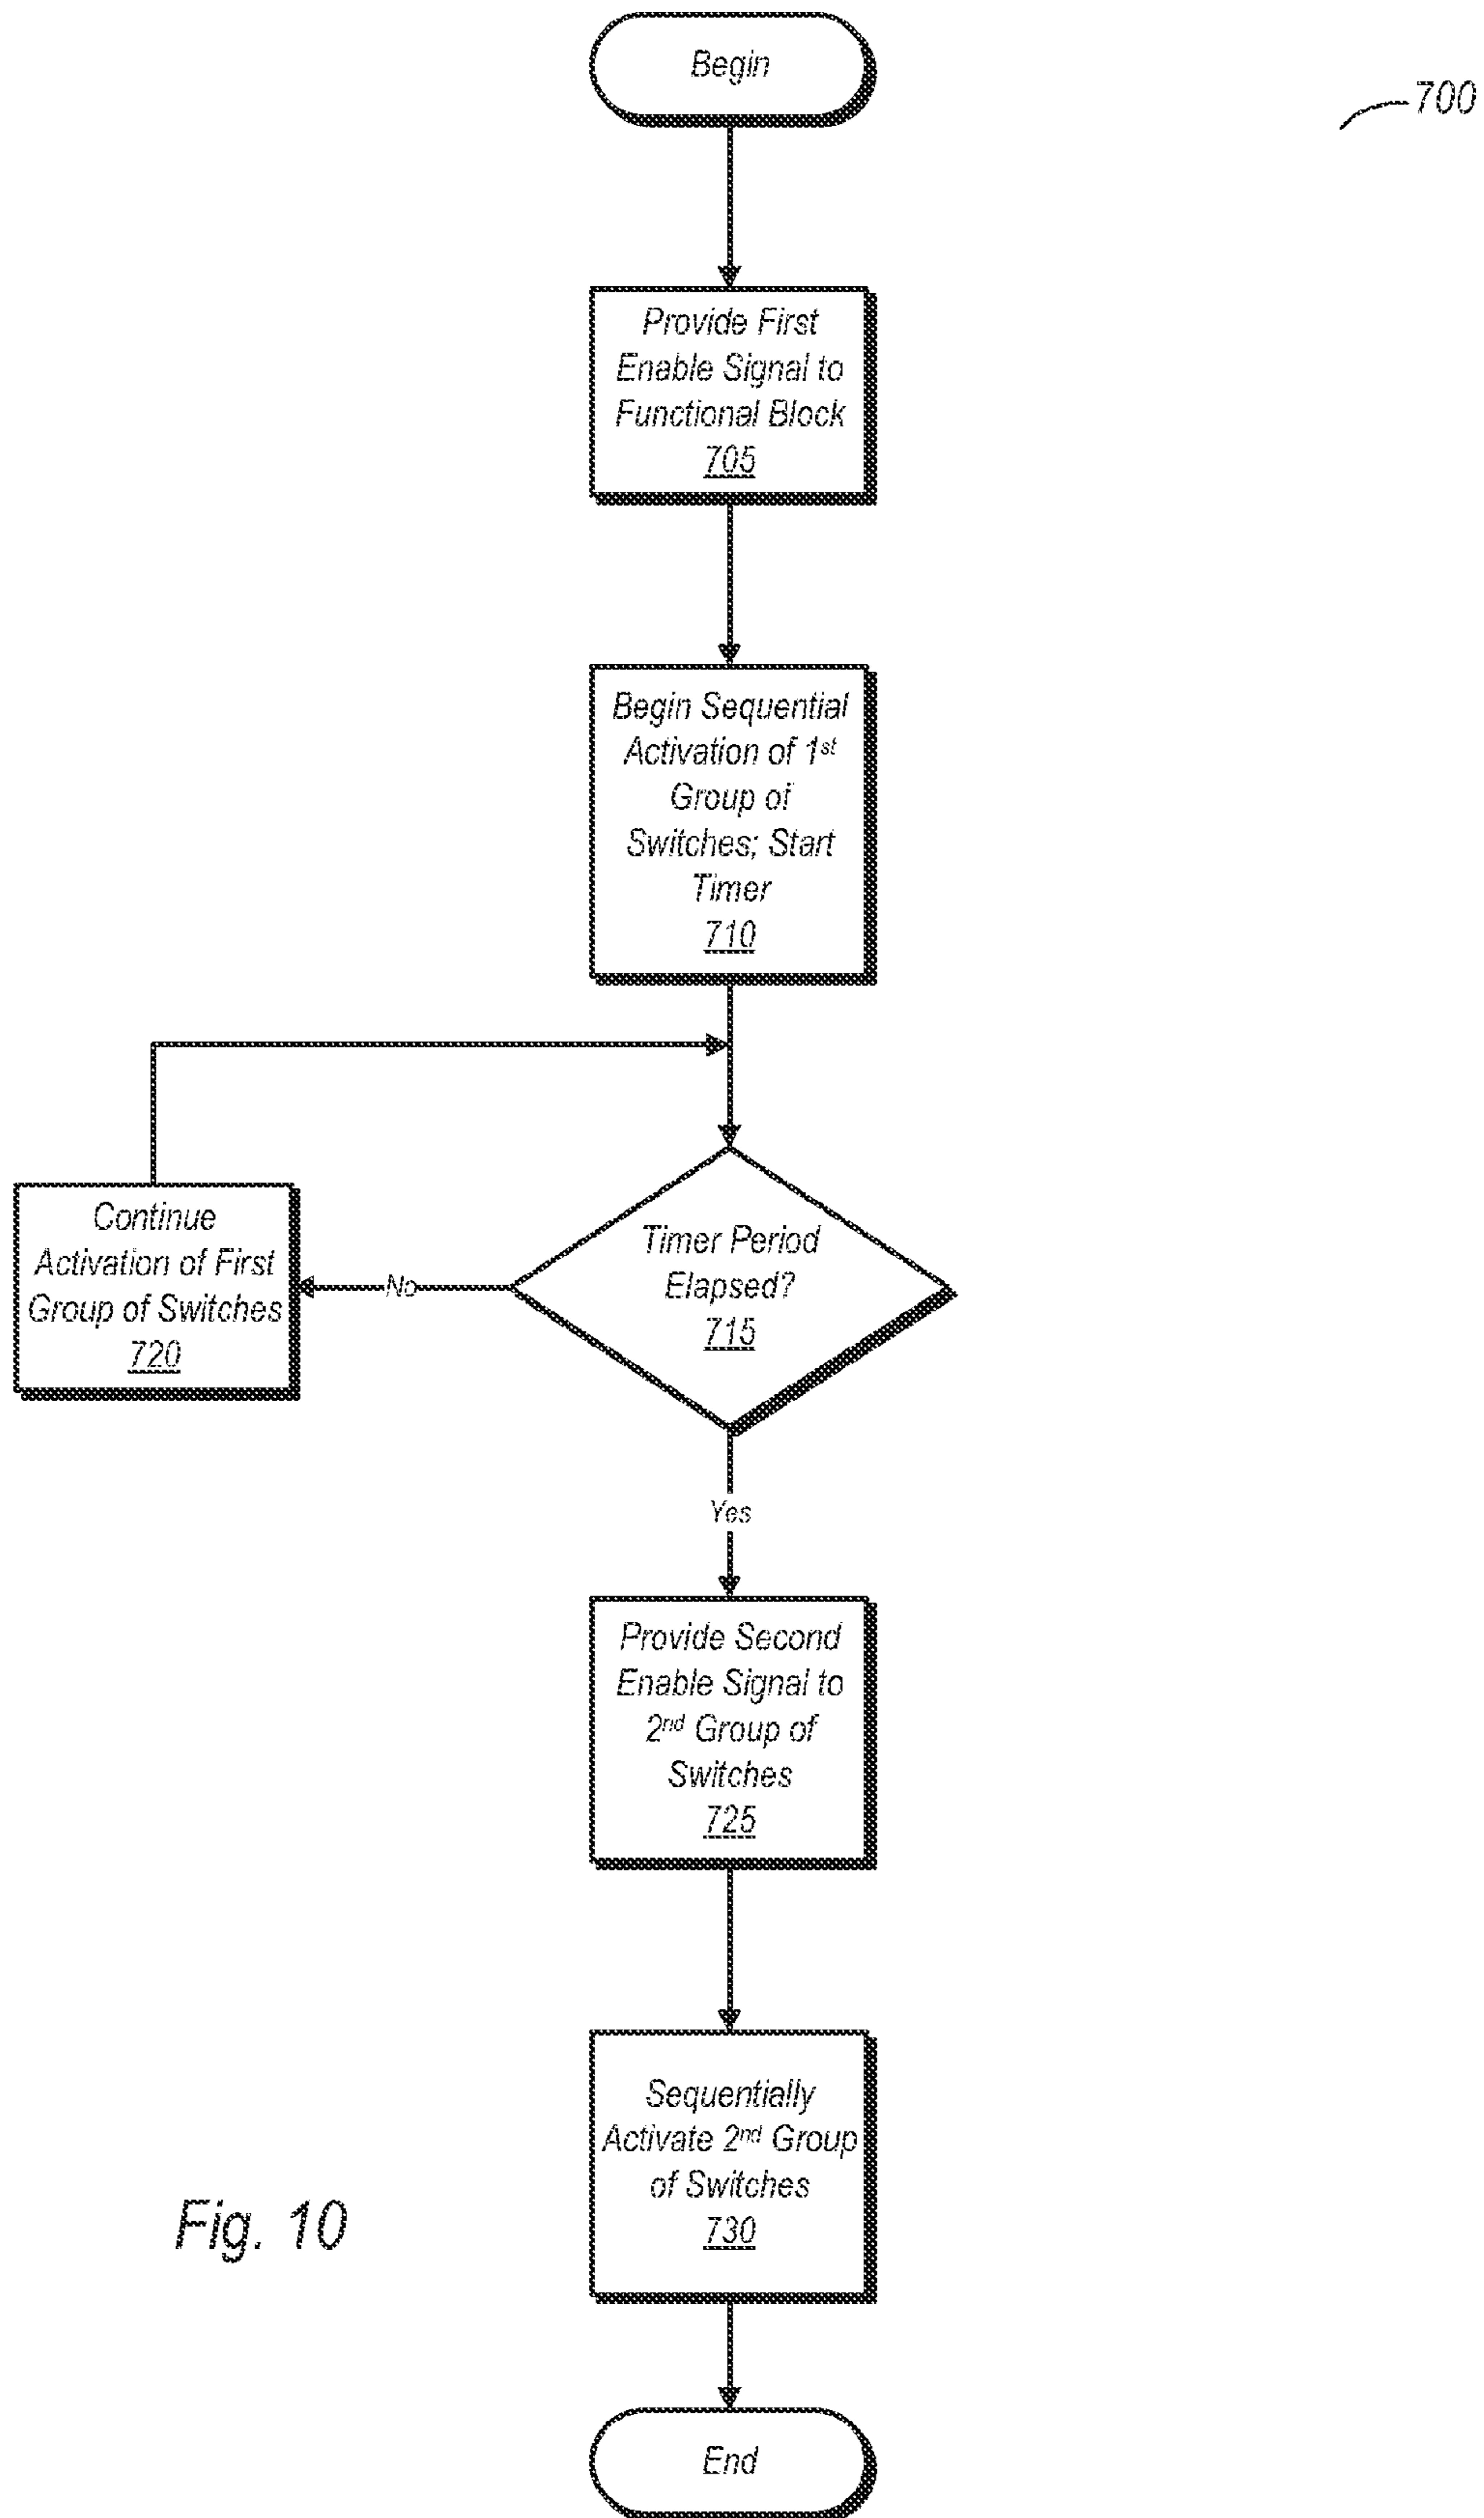 Begin
700
Provide First
Enable Signal to
Functional Block
705
Begin Sequential
Activation of 1st
Group of
Switches; Start
Timer
710
Continue
Activation of First
Group of Switches
720
No
Timer Period
Elapsed?
715
Yes
Provide Second
Enable Signal to
2nd Group of
Switches
725
Sequentially
Activate 2nd Group
of Switches
730
Fig. 10
End